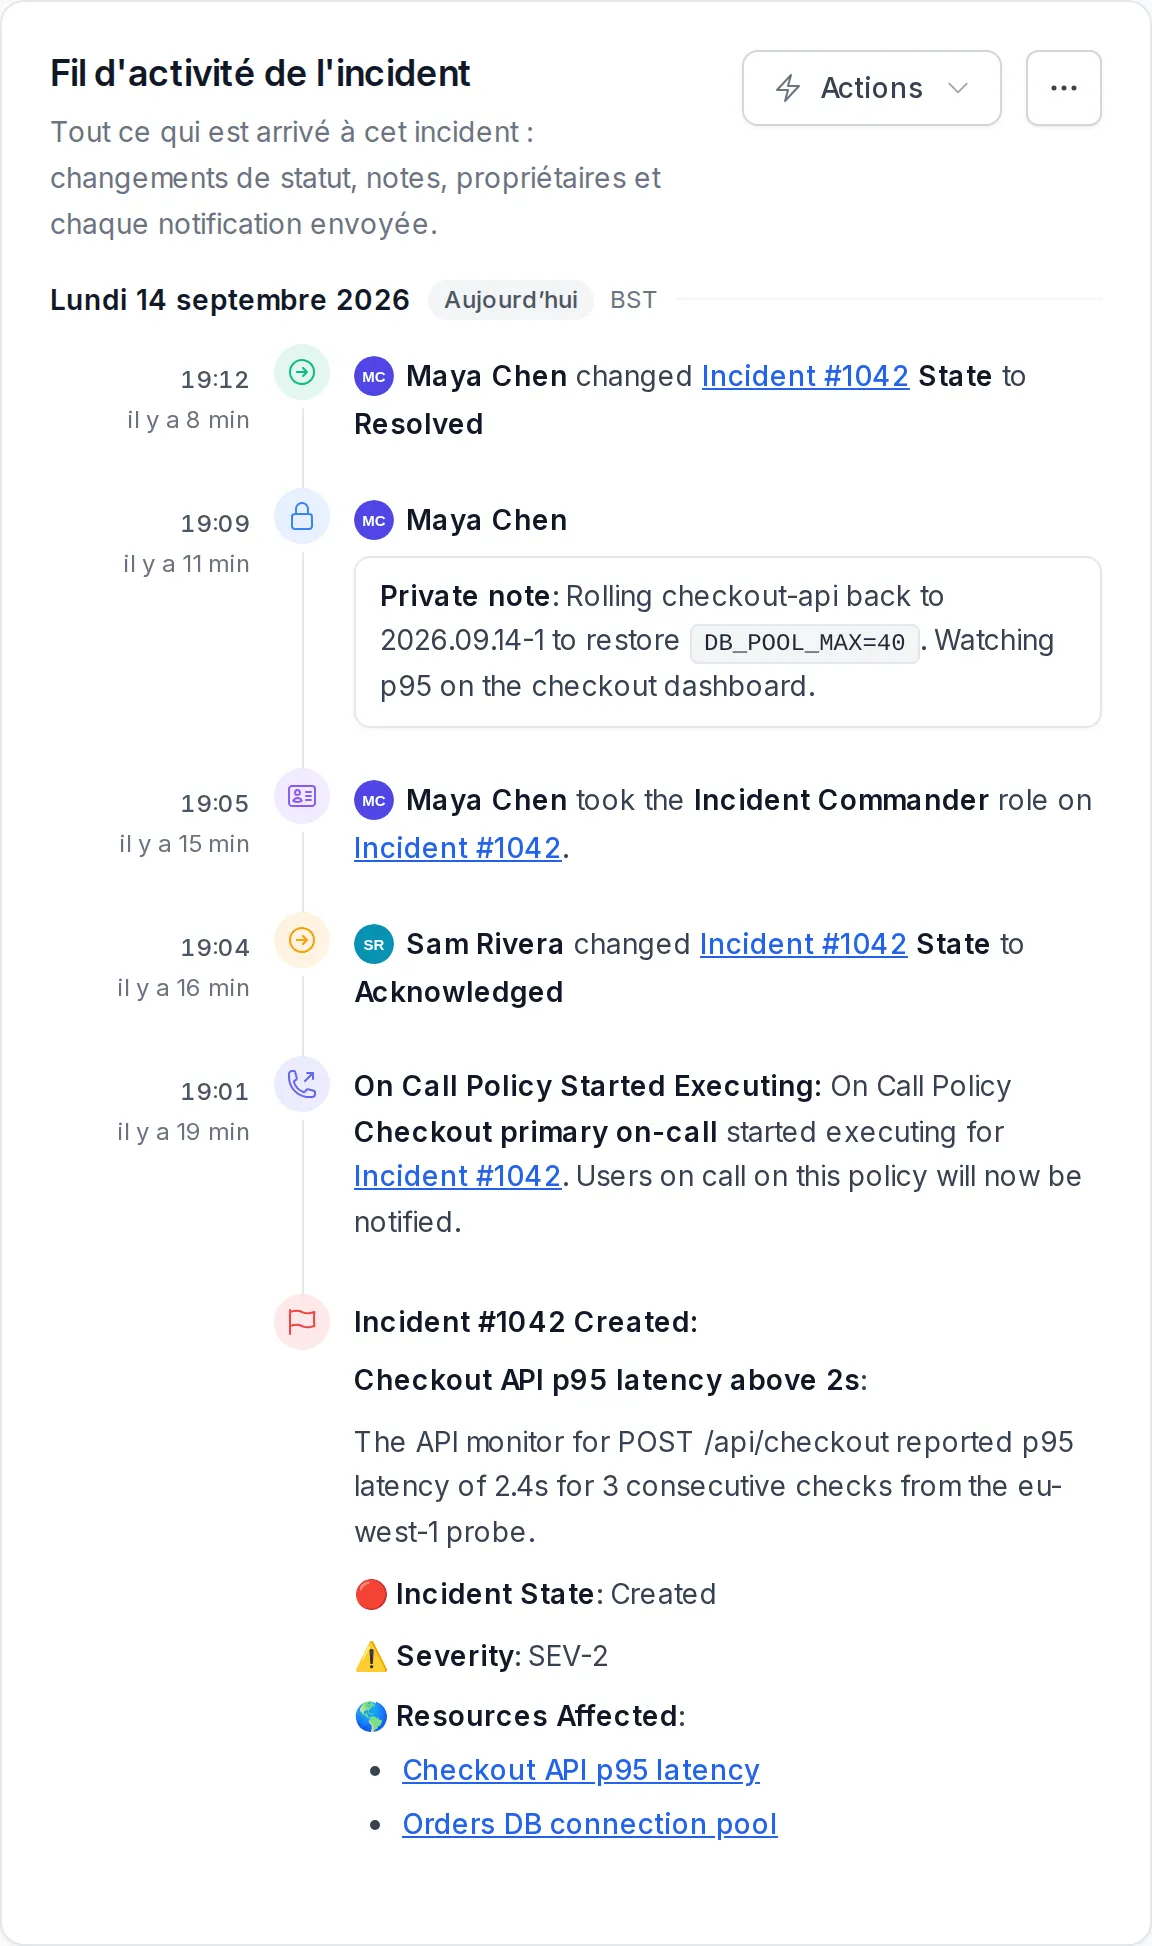 Fil d'activité de l'incident
Actions
Tout ce qui est arrivé à cet incident :
changements de statut, notes, propriétaires et
chaque notification envoyée.
Lundi 14 septembre 2026 Aujourd’hui BST
19:12
il y a 8 min
MC Maya Chen changed Incident #1042 State to
Resolved
19:09
il y a 11 min
MC Maya Chen
Private note: Rolling checkout-api back to
2026.09.14-1 to restore DB_POOL_MAX=40. Watching
p95 on the checkout dashboard.
19:05
il y a 15 min
MC Maya Chen took the Incident Commander role on
Incident #1042.
19:04
il y a 16 min
SR Sam Rivera changed Incident #1042 State to
Acknowledged
19:01
il y a 19 min
On Call Policy Started Executing: On Call Policy
Checkout primary on-call started executing for
Incident #1042. Users on call on this policy will now be
notified.
Incident #1042 Created:
Checkout API p95 latency above 2s:
The API monitor for POST /api/checkout reported p95
latency of 2.4s for 3 consecutive checks from the eu-
west-1 probe.
🔴 Incident State: Created
⚠️ Severity: SEV-2
🌎 Resources Affected:
• Checkout API p95 latency
• Orders DB connection pool